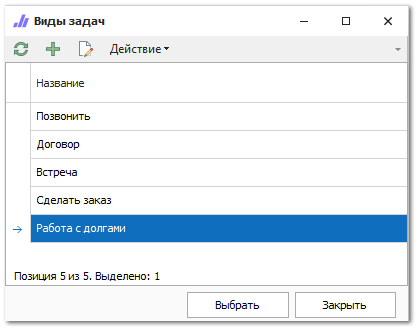 Виды задач
Действие
Название
Позвонить
Договор
Встреча
Сделать заказ
Работа с долгами
Позиция 5 из 5. Выделено: 1
Выбрать
Закрыть